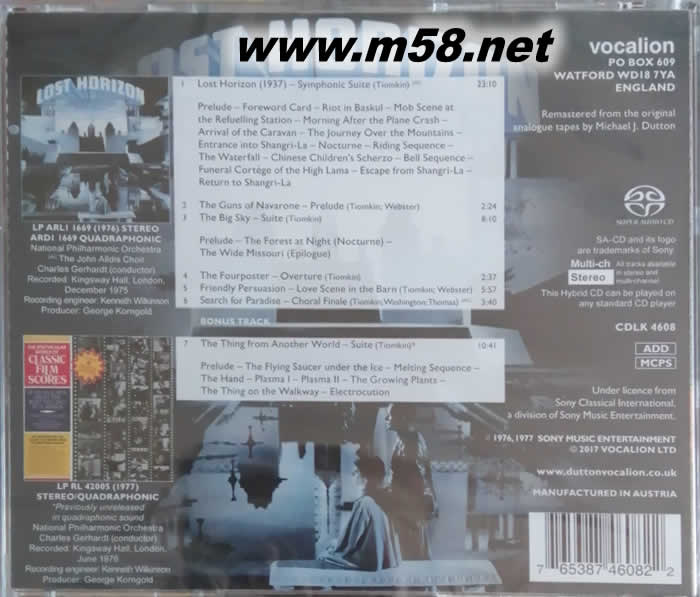 www.m58.net
LOST HORIZON
LOST HORIZON
LP ARL1 1669 (1976) STEREO
ARD1 1669 QUADRAPHONIC
National Philharmonic Orchestra
(AC) The John Alldis Choir
Charles Gerhardt (conductor)
Recorded: Kingsway Hall, London,
December 1975
Recording engineer: Kenneth Wilkinson
Producer: George Korngold
THE SPECTACULAR
WORLD OF
CLASSIC
FILM
SCORES
LP RL 42005 (1977)
STEREO/QUADRAPHONIC
*Previously unreleased
in quadraphonic sound
National Philharmonic Orchestra
Charles Gerhardt (conductor)
Recorded: Kingsway Hall, London,
June 1976
Recording engineer: Kenneth Wilkinson
Producer: George Korngold
1 Lost Horizon (1937) – Symphonic Suite (Tiomkin) (AC) 23:10
Prelude – Foreword Card – Riot in Baskul – Mob Scene at
the Refuelling Station – Morning After the Plane Crash –
Arrival of the Caravan – The Journey Over the Mountains –
Entrance into Shangri-La – Nocturne – Riding Sequence –
The Waterfall – Chinese Children's Scherzo – Bell Sequence –
Funeral Cortège of the High Lama – Escape from Shangri-La –
Return to Shangri-La
2 The Guns of Navarone – Prelude (Tiomkin; Webster) 2:24
3 The Big Sky – Suite (Tiomkin) 8:10
Prelude – The Forest at Night (Nocturne) –
The Wide Missouri (Epilogue)
4 The Fourposter – Overture (Tiomkin) 2:37
5 Friendly Persuasion – Love Scene in the Barn (Tiomkin; Webster) 5:57
6 Search for Paradise – Choral Finale (Tiomkin;Washington;Thomas) (AC) 3:40
BONUS TRACK
7 The Thing from Another World – Suite (Tiomkin)* 10:41
Prelude – The Flying Saucer under the Ice – Melting Sequence –
The Hand – Plasma I – Plasma II – The Growing Plants –
The Thing on the Walkway – Electrocution
vocalion
PO BOX 609
WATFORD WD18 7YA
ENGLAND
Remastered from the original
analogue tapes by Michael J. Dutton
SUPER AUDIO CD
SA-CD and its logo
are trademarks of Sony
Multi-ch
Stereo
All tracks available
in stereo and
multi-channel
This Hybrid CD can be played on
any standard CD player
CDLK 4608
ADD
MCPS
Under licence from
Sony Classical International,
a division of Sony Music Entertainment.
℗ 1976, 1977 SONY MUSIC ENTERTAINMENT
© 2017 VOCALION LTD
www.duttonvocalion.co.uk
MANUFACTURED IN AUSTRIA
7 65387 46082 2